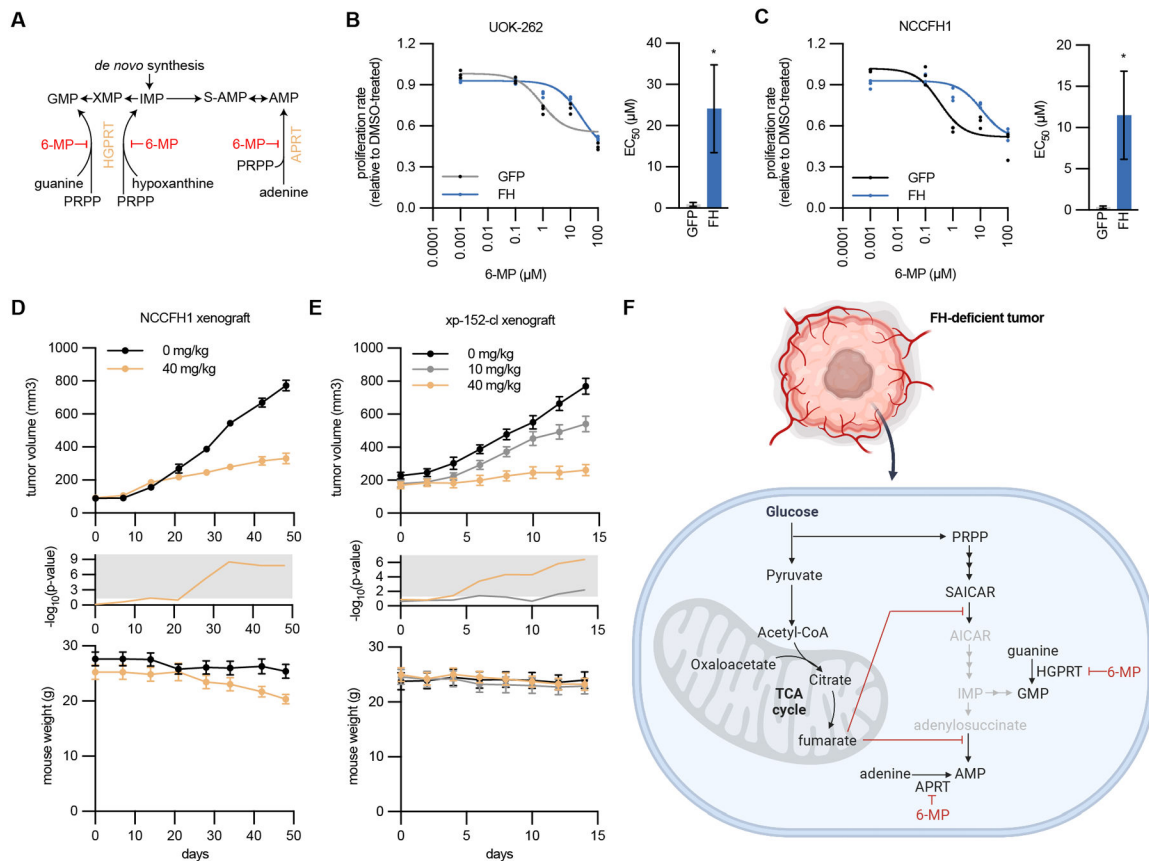 A
de novo synthesis
GMP XMP IMP S-AMP AMP
6-MP HGPRT 6-MP 6-MP APRT
PRPP
guanine hypoxanthine adenine
PRPP PRPP
B
UOK-262
proliferation rate
(relative to DMSO-treated)
1.2
0.9
0.6
0.3
0.0
GFP
FH
0.0001 0.001 0.01 0.1 1 10 100
6-MP (µM)
EC50 (µM)
40
30
20
10
0
*
GFP FH
C
NCCFH1
proliferation rate
(relative to DMSO-treated)
1.2
0.9
0.6
0.3
0.0
GFP
FH
0.0001 0.001 0.01 0.1 1 10 100
6-MP (µM)
EC50 (µM)
15
10
5
0
*
GFP FH
D
NCCFH1 xenograft
0 mg/kg
40 mg/kg
tumor volume (mm3)
1000
800
600
400
200
0
0 10 20 30 40 50
-log10(p-value)
9
6
3
1
0
0 10 20 30 40 50
mouse weight (g)
30
20
10
0
0 10 20 30 40 50
days
E
xp-152-cl xenograft
0 mg/kg
10 mg/kg
40 mg/kg
tumor volume (mm3)
1000
800
600
400
200
0
0 5 10 15
-log10(p-value)
6
4
2
1
0
0 5 10 15
mouse weight (g)
30
20
10
0
0 5 10 15
days
F
FH-deficient tumor
Glucose
PRPP
Pyruvate
SAICAR
Acetyl-CoA
AICAR
Oxaloacetate
guanine
Citrate
HGPRT 6-MP
TCA
cycle
IMP GMP
adenylosuccinate
fumarate
adenine AMP
APRT
6-MP